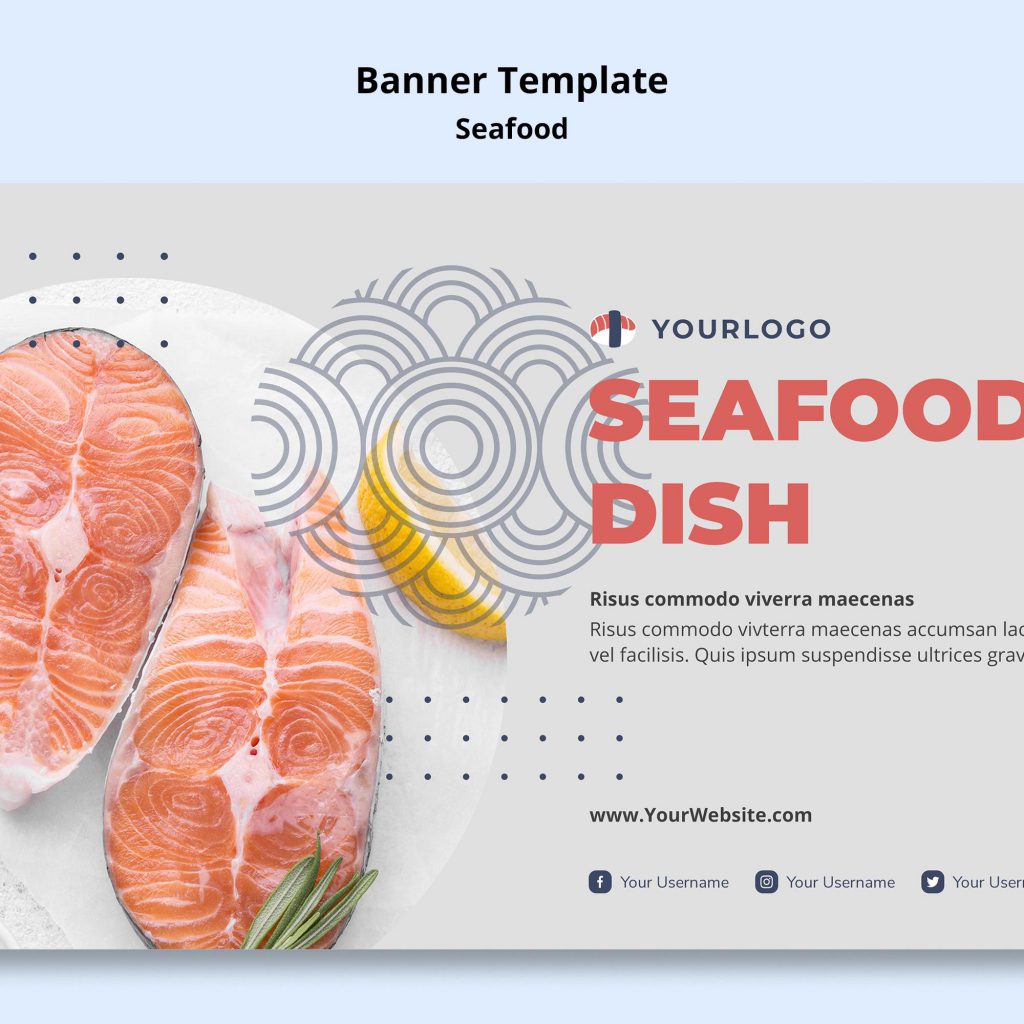 Banner Template
Seafood
YOURLOGO
SEAFOOD
DISH
Risus commodo viverra maecenas
Risus commodo vivterra maecenas accumsan
vel facilisis. Quis ipsum suspendisse ultrices
www.YourWebsite.com
Your Username Your Username Your